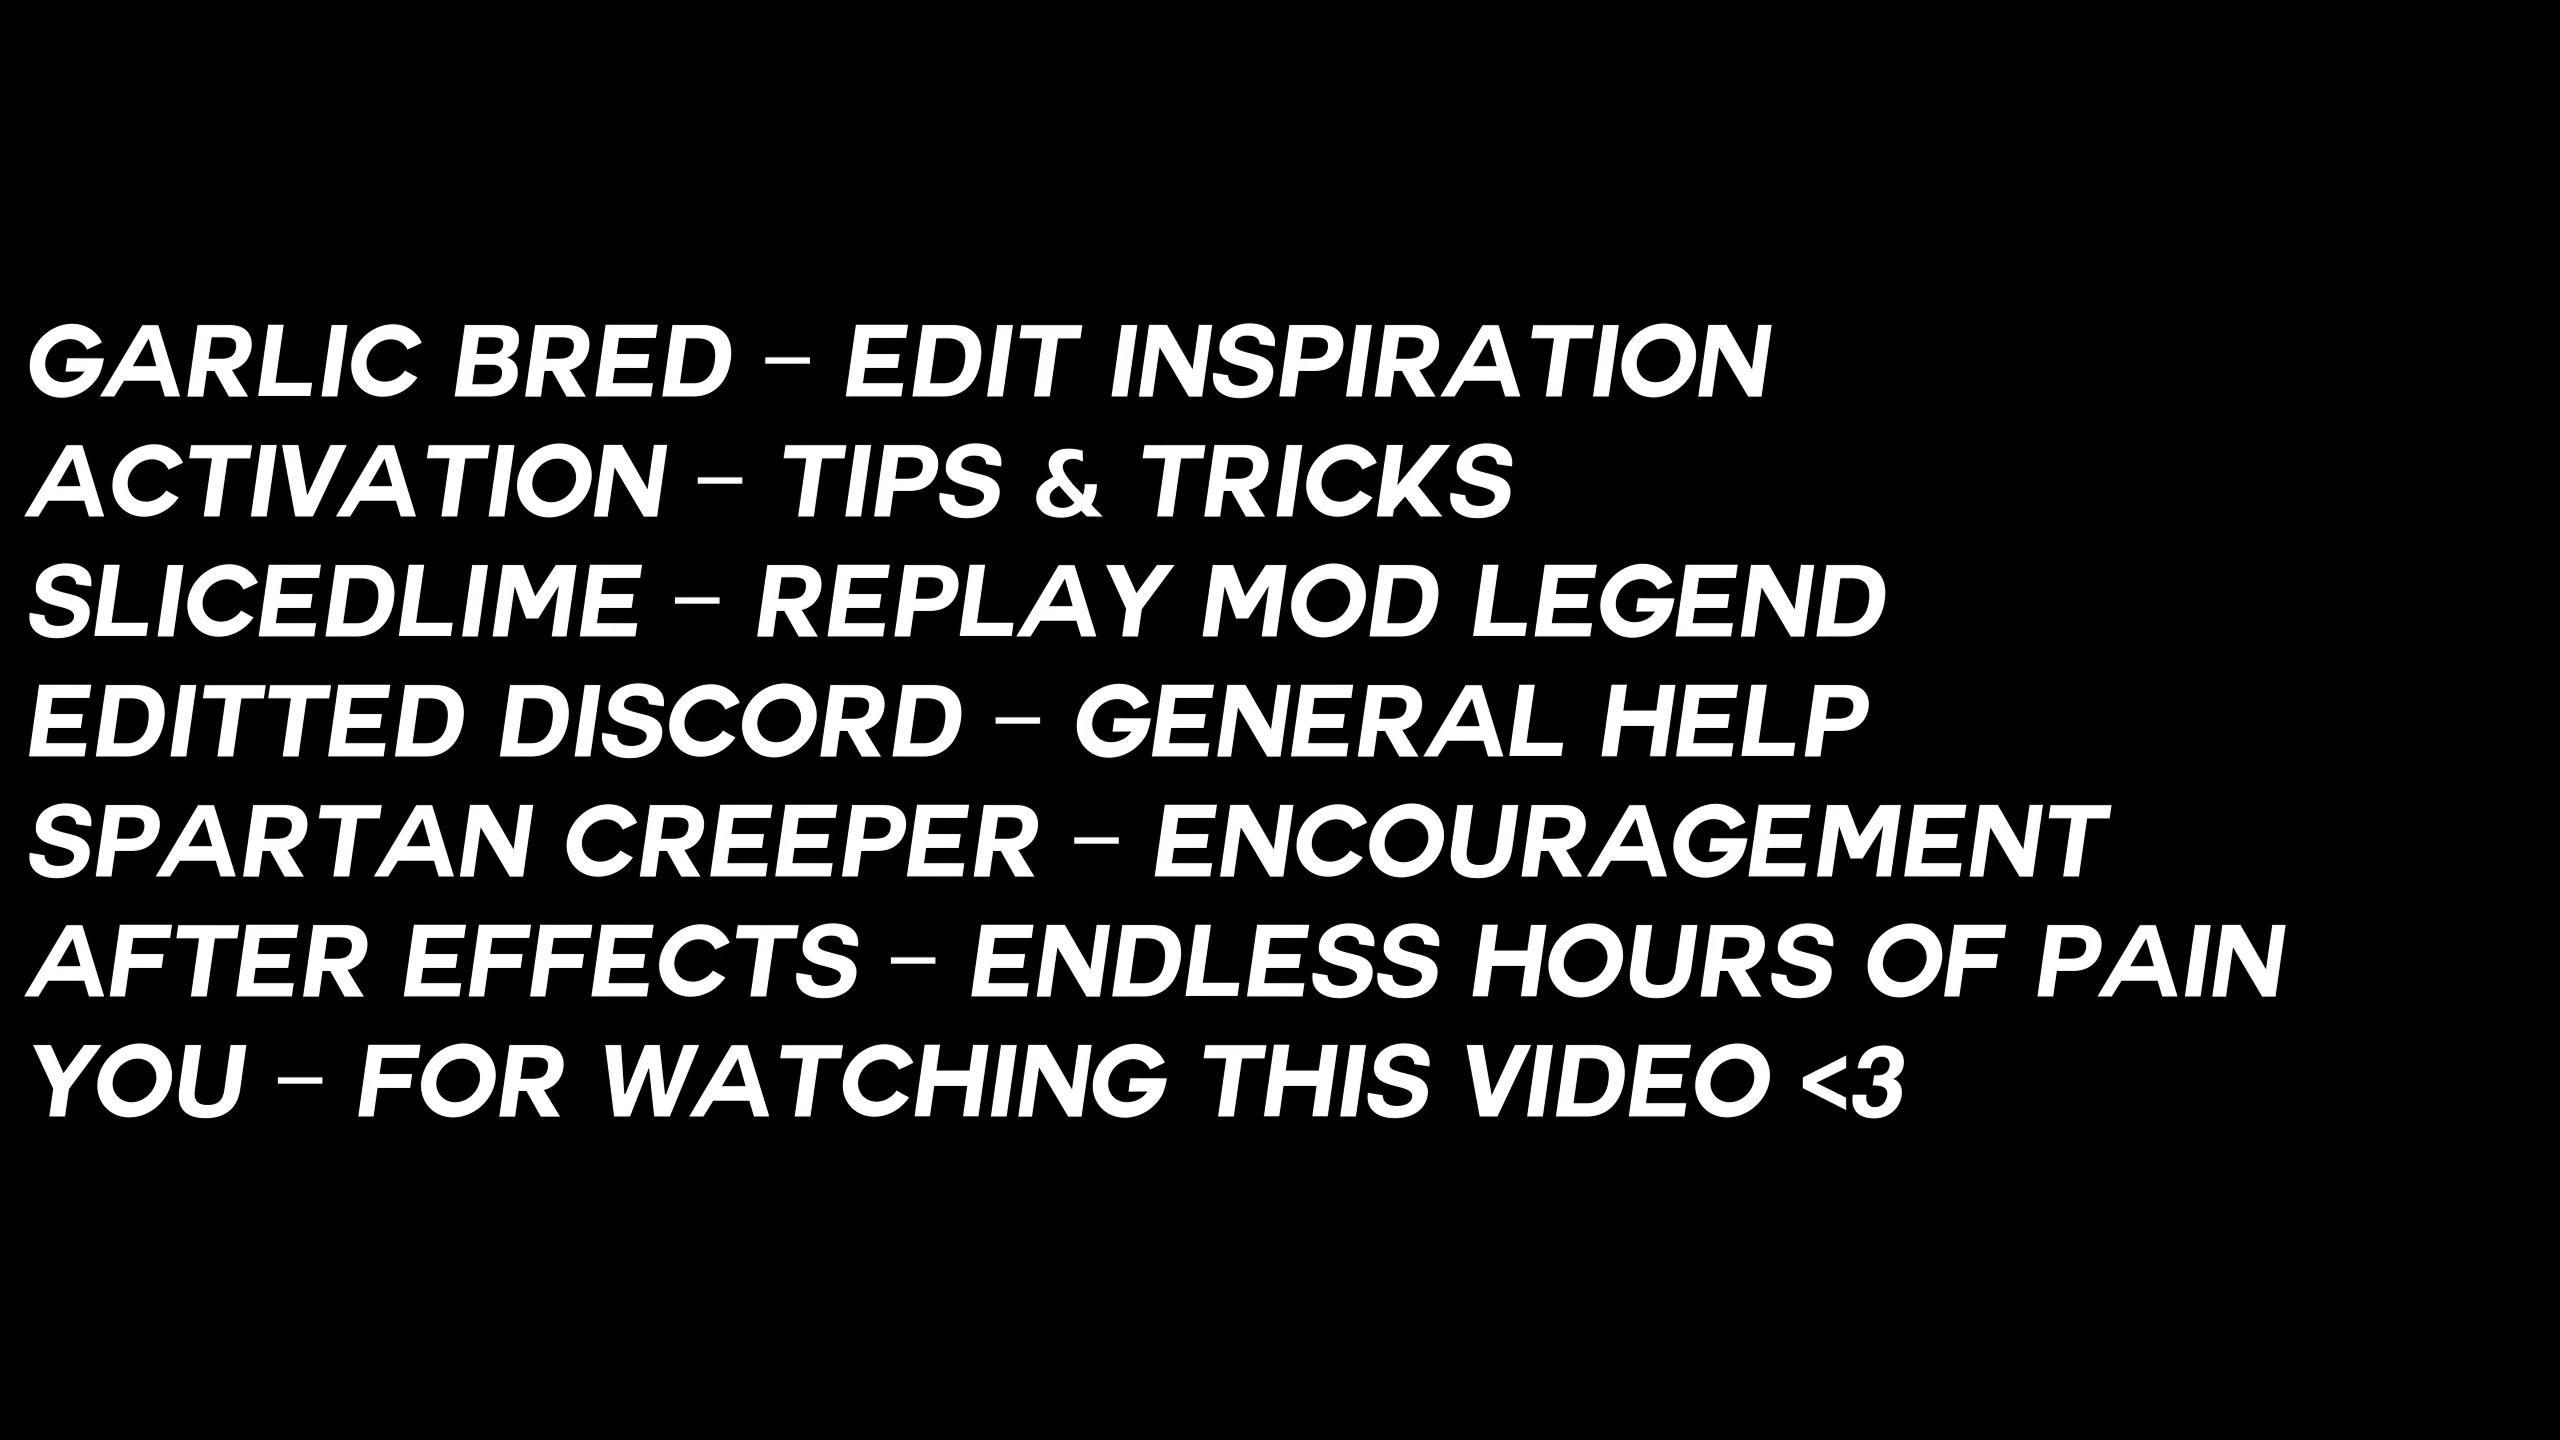 GARLIC BRED – EDIT INSPIRATION
ACTIVATION – TIPS & TRICKS
SLICEDLIME – REPLAY MOD LEGEND
EDITTED DISCORD – GENERAL HELP
SPARTAN CREEPER – ENCOURAGEMENT
AFTER EFFECTS – ENDLESS HOURS OF PAIN
YOU – FOR WATCHING THIS VIDEO <3